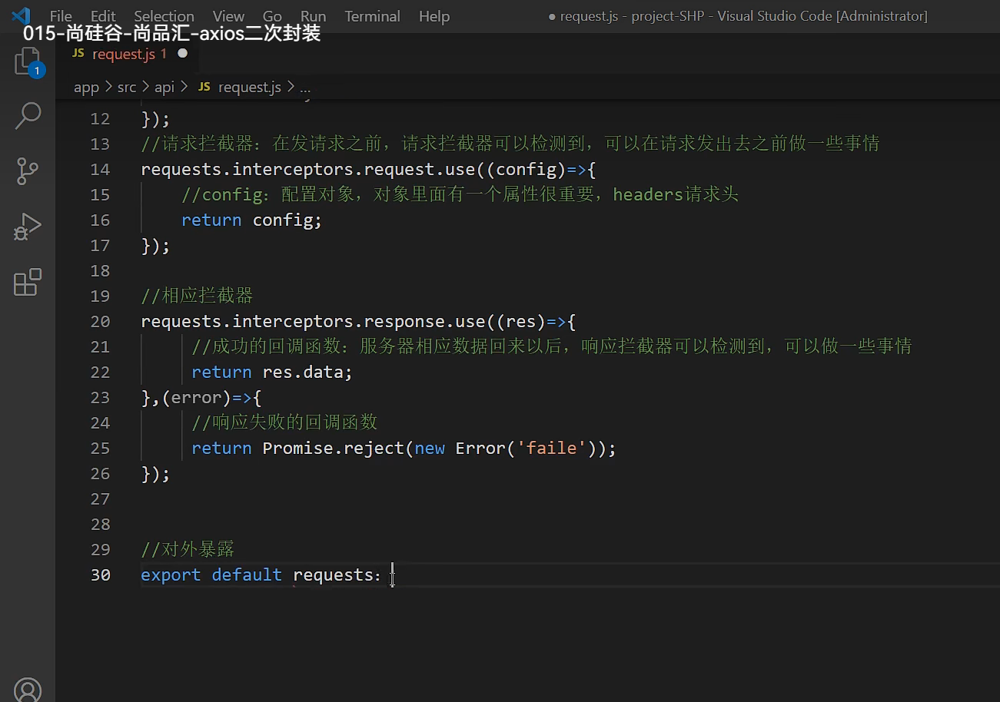 File Edit Selection View Go Run Terminal Help ● request.js - project-SHP - Visual Studio Code [Administrator]
015-尚硅谷-尚品汇-axios二次封装
JS request.js 1 ●
1
app > src > api > JS request.js > ...
12 });
13 //请求拦截器：在发请求之前，请求拦截器可以检测到，可以在请求发出去之前做一些事情
14 requests.interceptors.request.use((config)=>{
15 //config：配置对象，对象里面有一个属性很重要，headers请求头
16 return config;
17 });
18
19 //相应拦截器
20 requests.interceptors.response.use((res)=>{
21 //成功的回调函数：服务器相应数据回来以后，响应拦截器可以检测到，可以做一些事情
22 return res.data;
23 },(error)=>{
24 //响应失败的回调函数
25 return Promise.reject(new Error('faile'));
26 });
27
28
29 //对外暴露
30 export default requests：